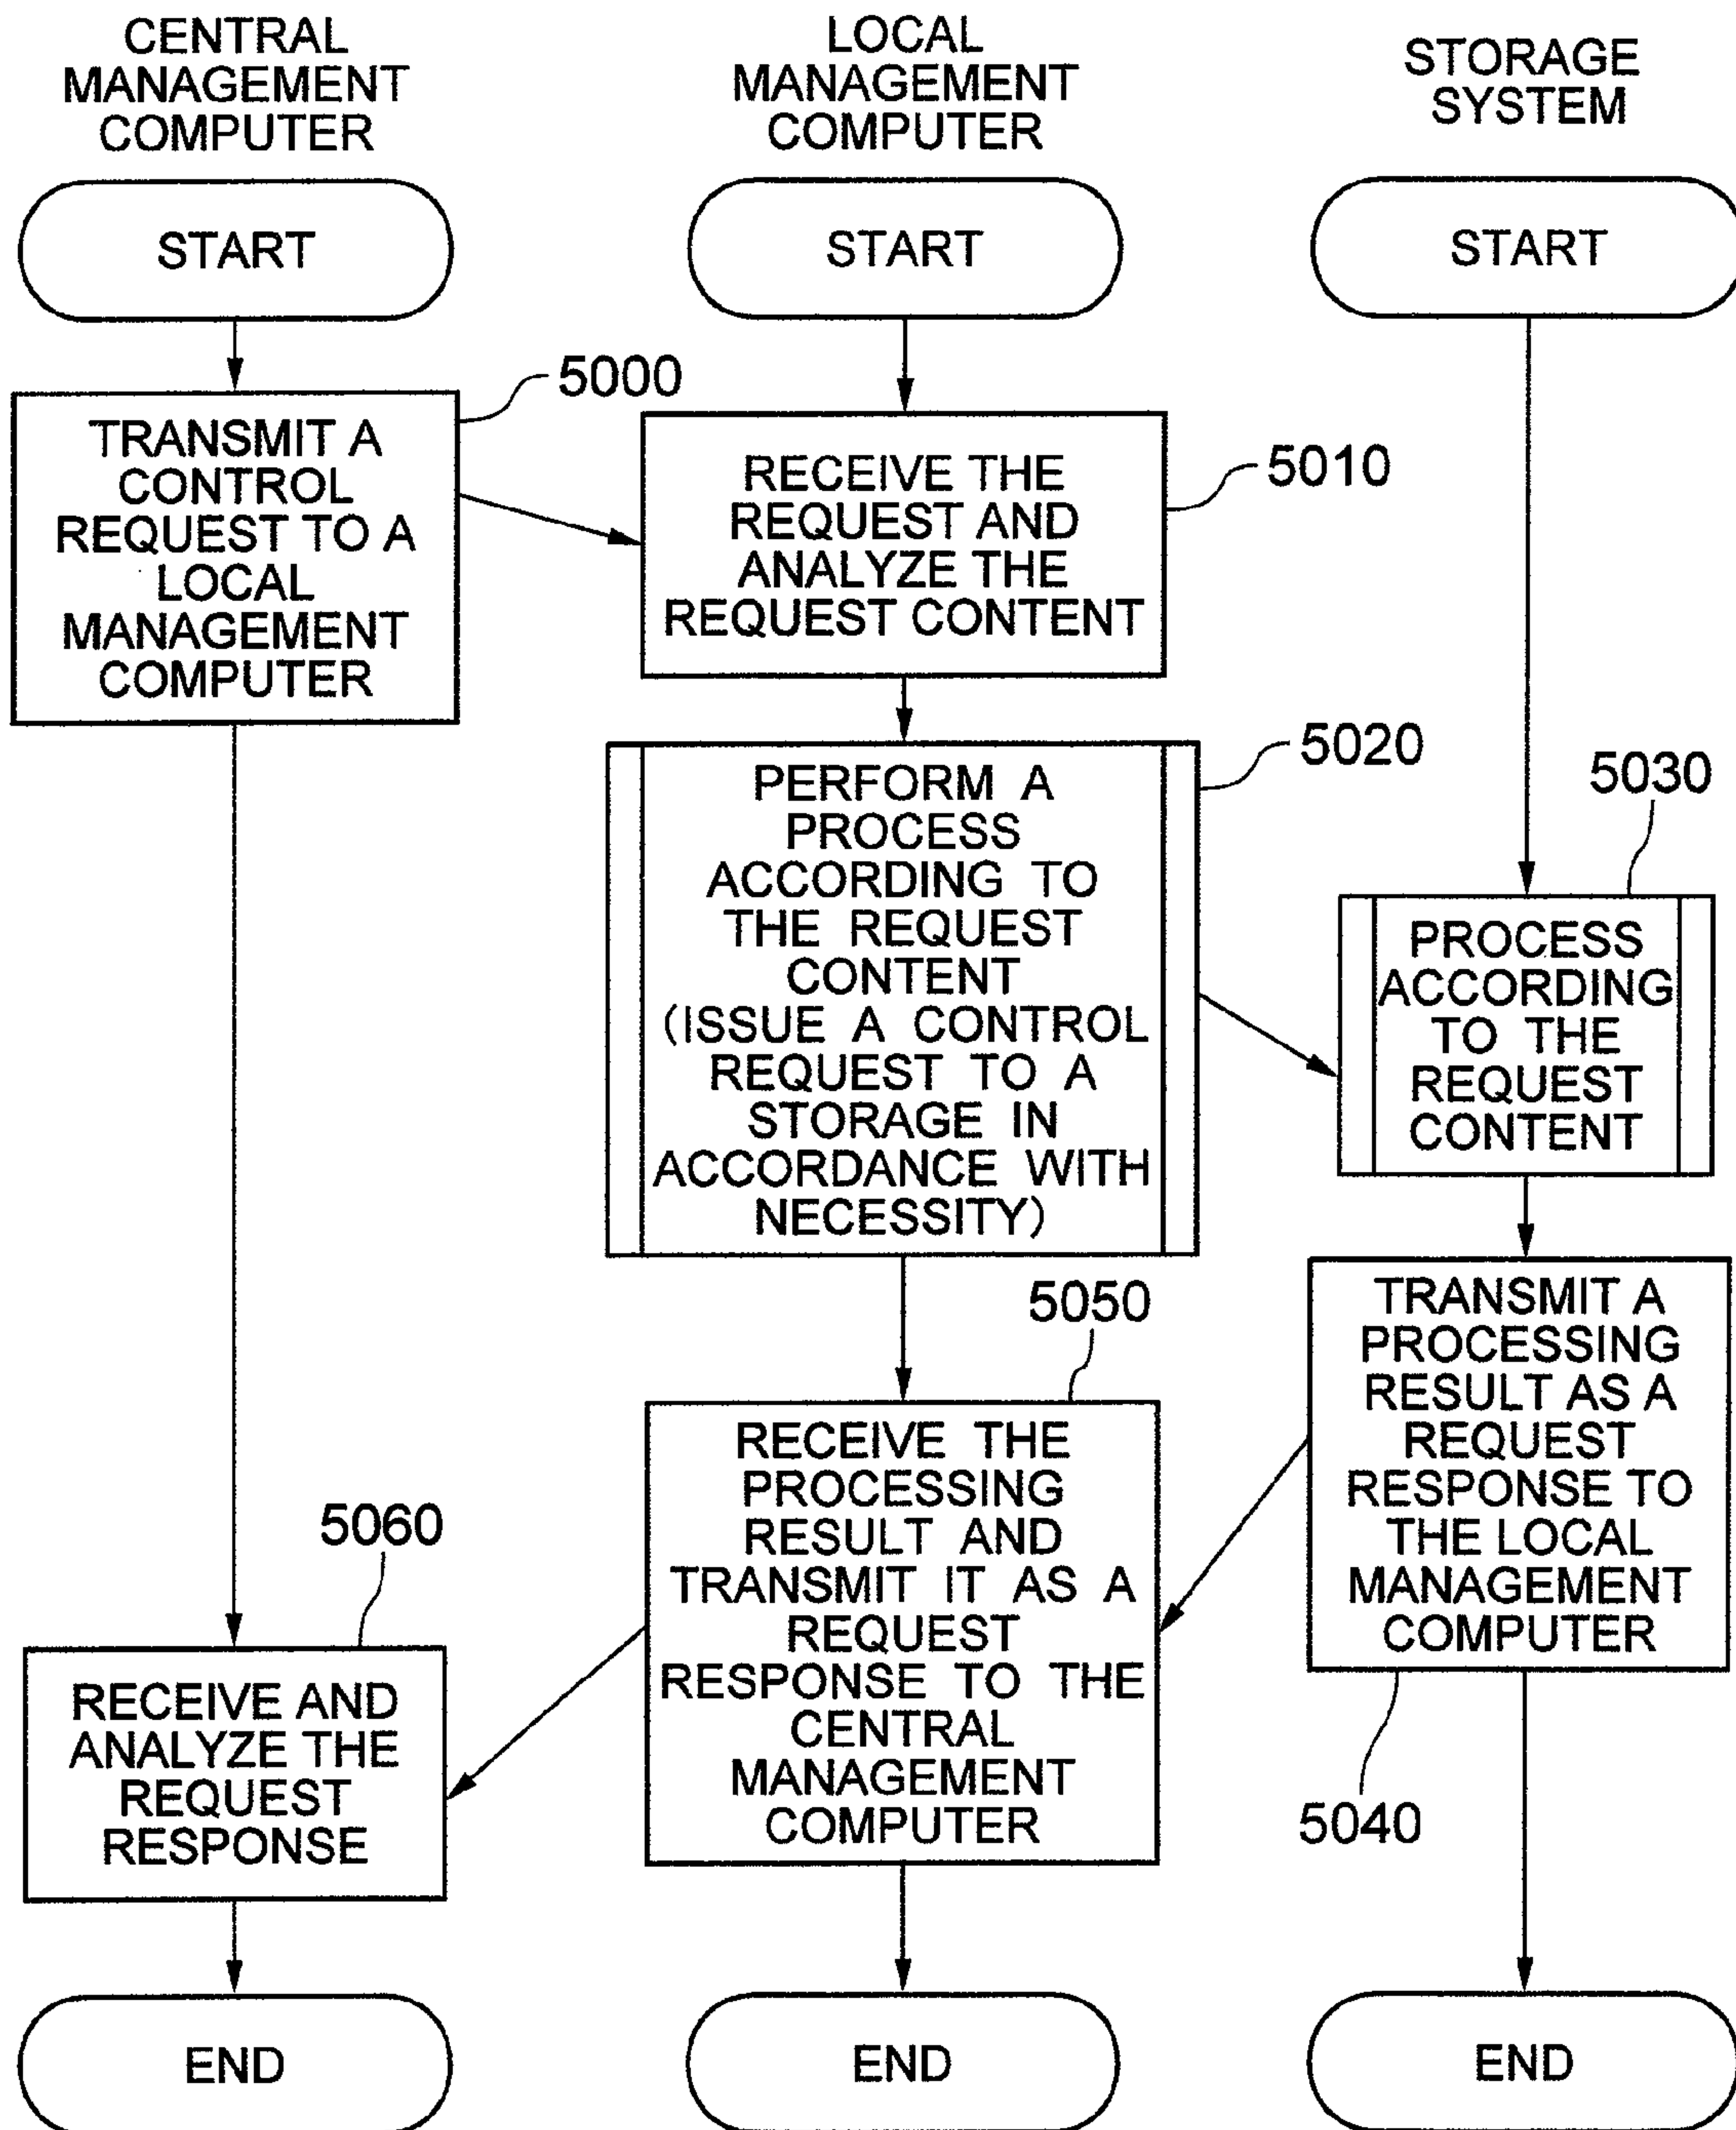 CENTRAL
MANAGEMENT
COMPUTER
LOCAL
MANAGEMENT
COMPUTER
STORAGE
SYSTEM
START
START
START
5000
TRANSMIT A
CONTROL
REQUEST TO A
LOCAL
MANAGEMENT
COMPUTER
5010
RECEIVE THE
REQUEST AND
ANALYZE THE
REQUEST CONTENT
5020
PERFORM A
PROCESS
ACCORDING TO
THE REQUEST
CONTENT
(ISSUE A CONTROL
REQUEST TO A
STORAGE IN
ACCORDANCE WITH
NECESSITY)
5030
PROCESS
ACCORDING
TO THE
REQUEST
CONTENT
TRANSMIT A
PROCESSING
RESULT AS A
REQUEST
RESPONSE TO
THE LOCAL
MANAGEMENT
COMPUTER
5040
5050
RECEIVE THE
PROCESSING
RESULT AND
TRANSMIT IT AS A
REQUEST
RESPONSE TO THE
CENTRAL
MANAGEMENT
COMPUTER
5060
RECEIVE AND
ANALYZE THE
REQUEST
RESPONSE
END
END
END